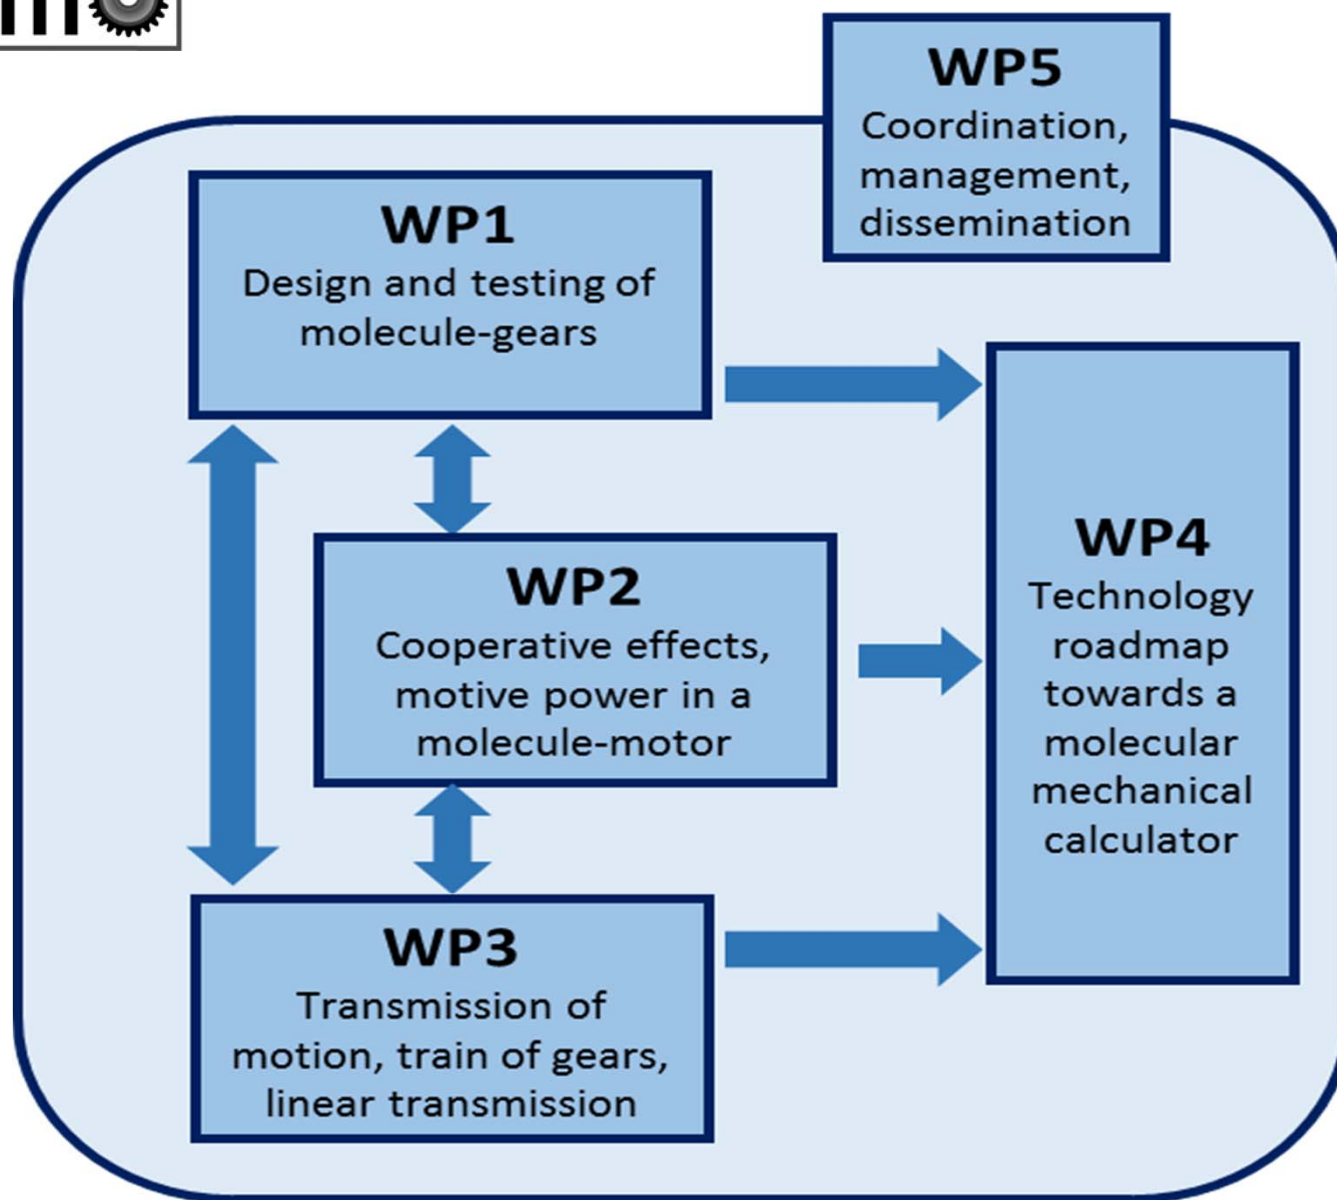 WP5
Coordination,
management,
dissemination
WP1
Design and testing of
molecule-gears
WP2
Cooperative effects,
motive power in a
molecule-motor
WP4
Technology
roadmap
towards a
molecular
mechanical
calculator
WP3
Transmission of
motion, train of gears,
linear transmission